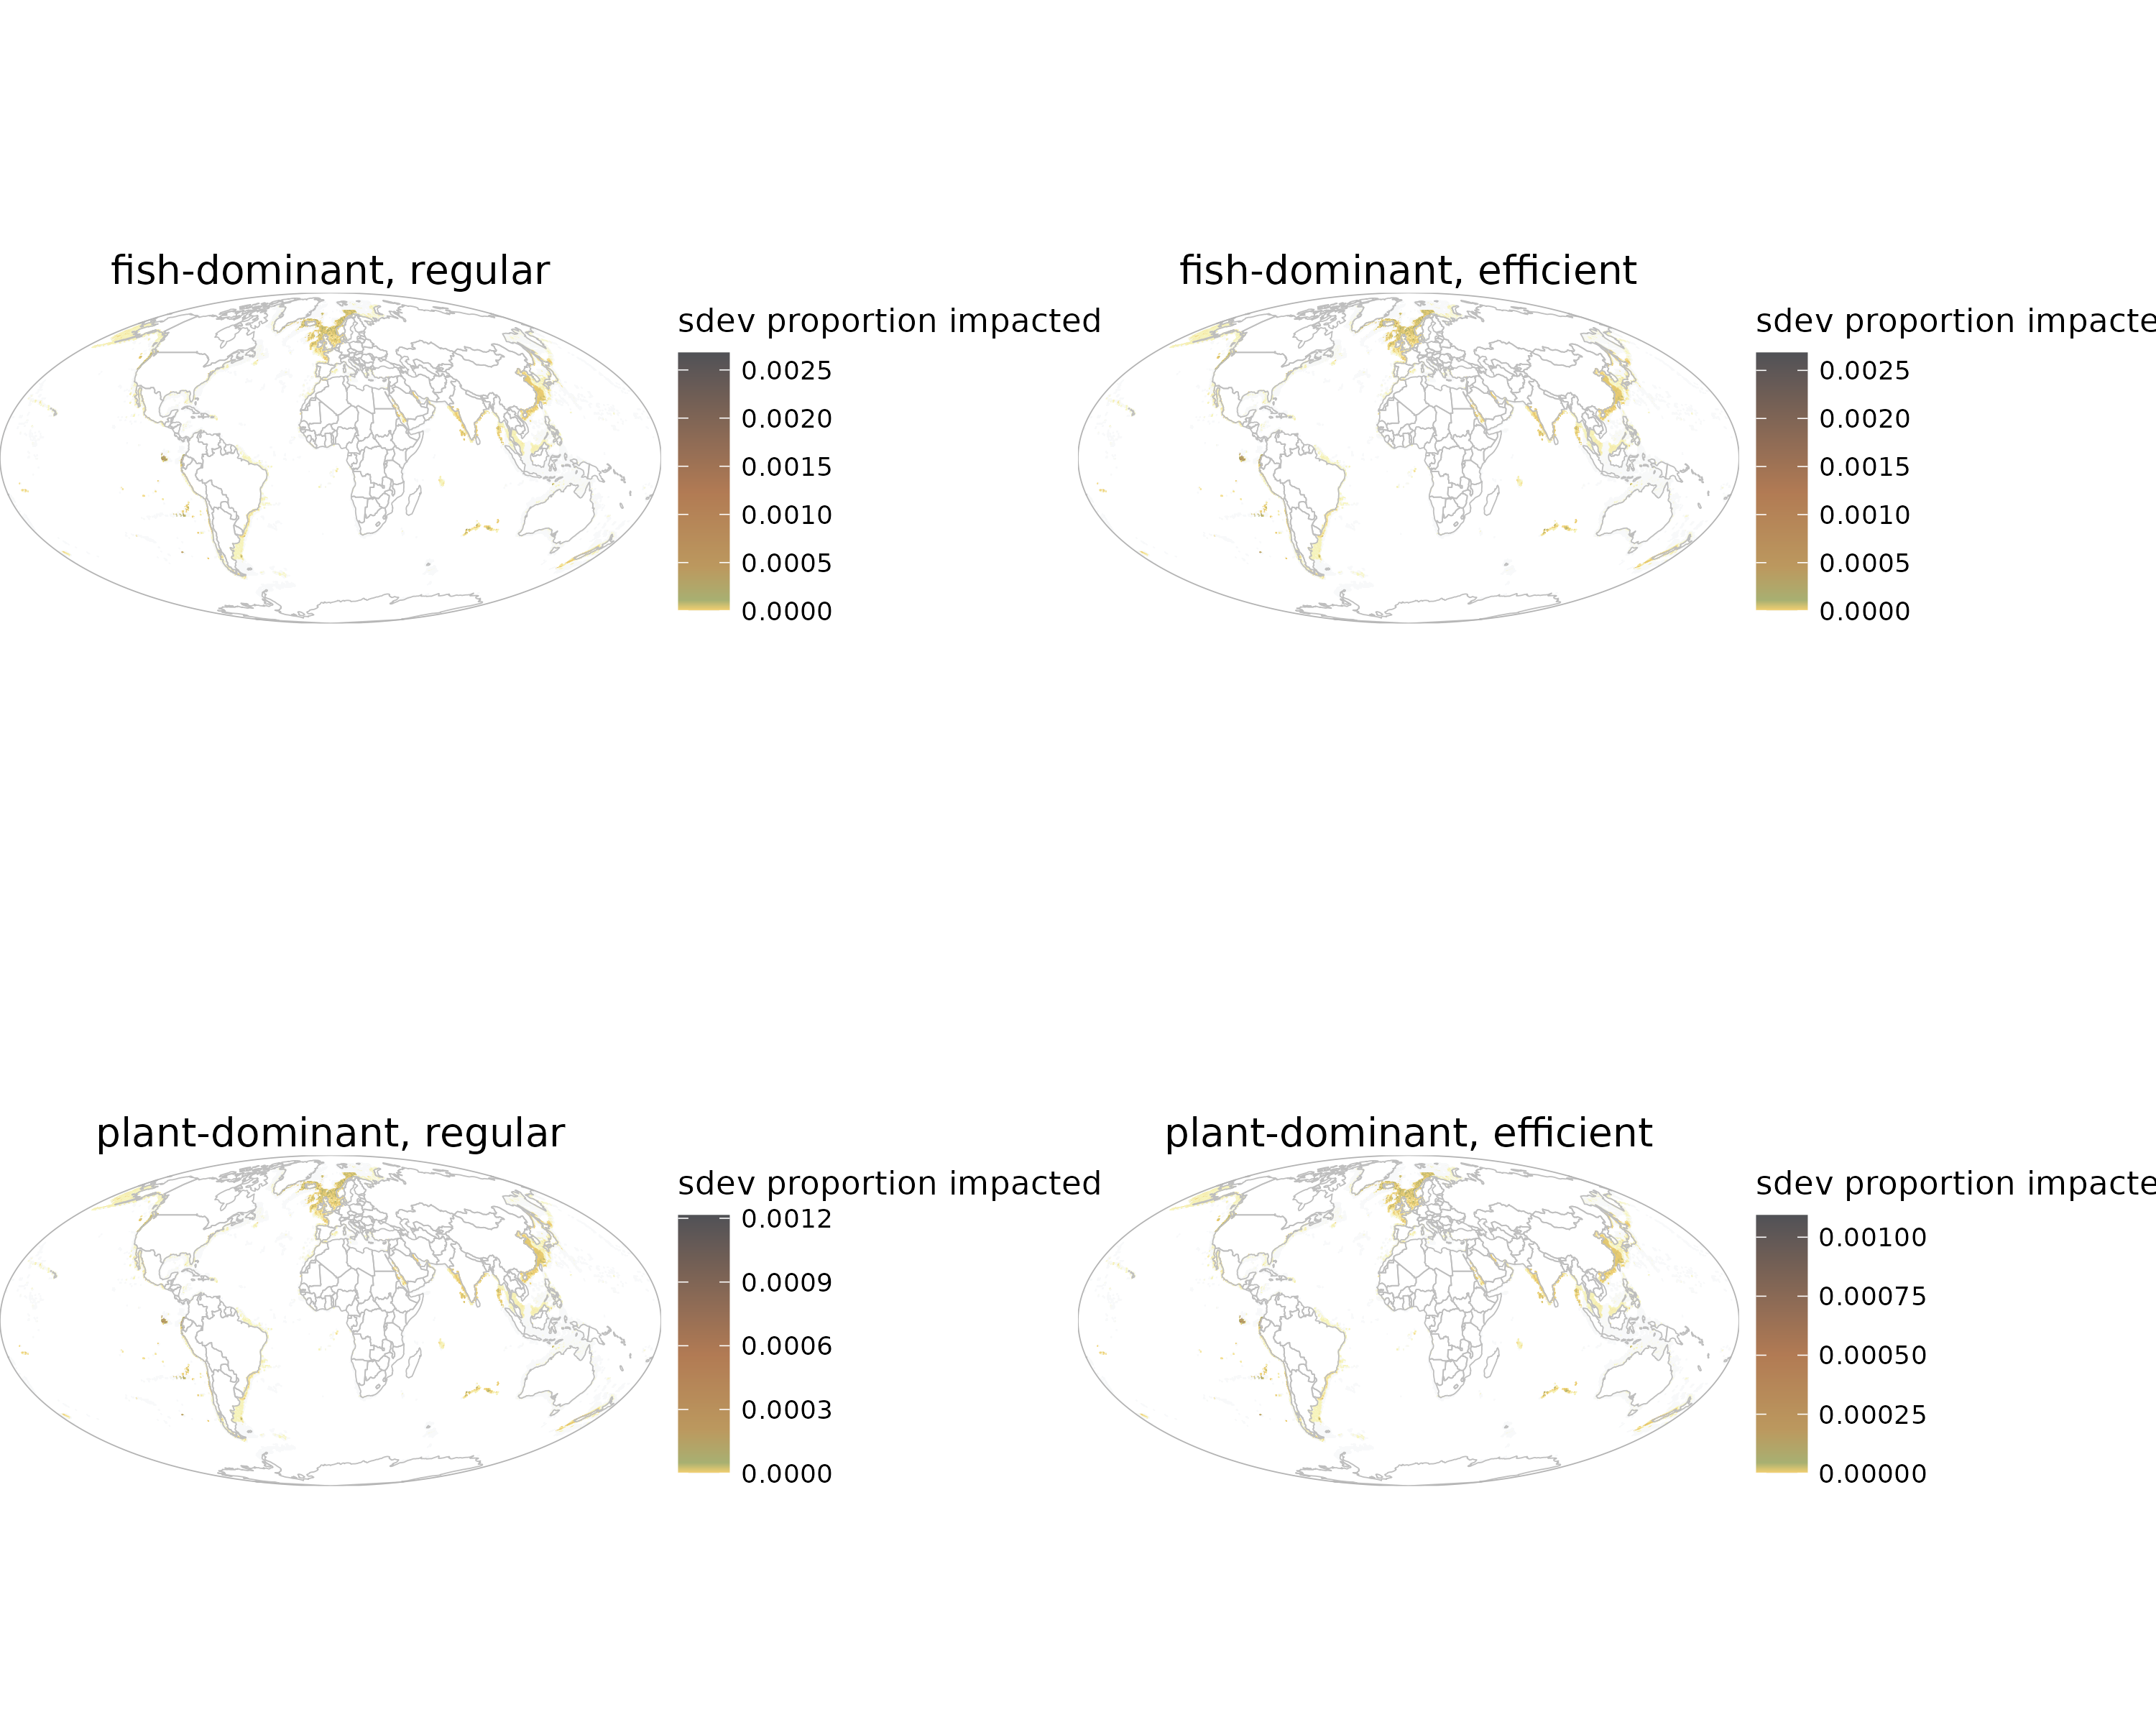 fish-dominant, regular
sdev proportion impacted
0.0025
0.0020
0.0015
0.0010
0.0005
0.0000
fish-dominant, efficient
sdev proportion impacte
0.0025
0.0020
0.0015
0.0010
0.0005
0.0000
plant-dominant, regular
sdev proportion impacted
0.0012
0.0009
0.0006
0.0003
0.0000
plant-dominant, efficient
sdev proportion impacte
0.00100
0.00075
0.00050
0.00025
0.00000